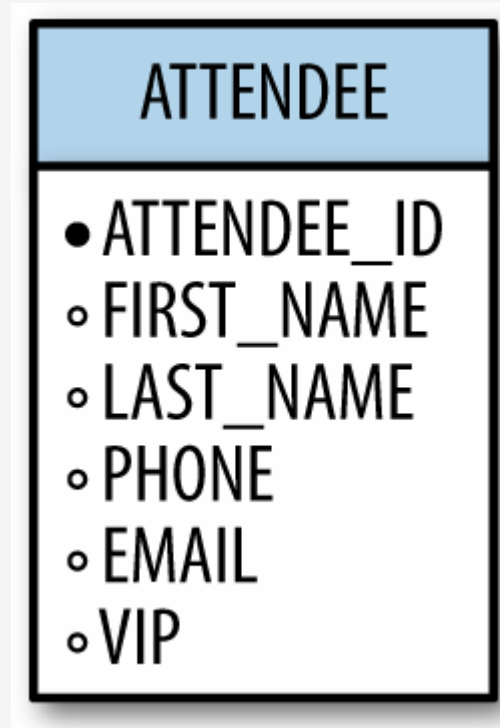 ATTENDEE
ATTENDEE_ID
FIRST_NAME
LAST_NAME
PHONE
EMAIL
VIP